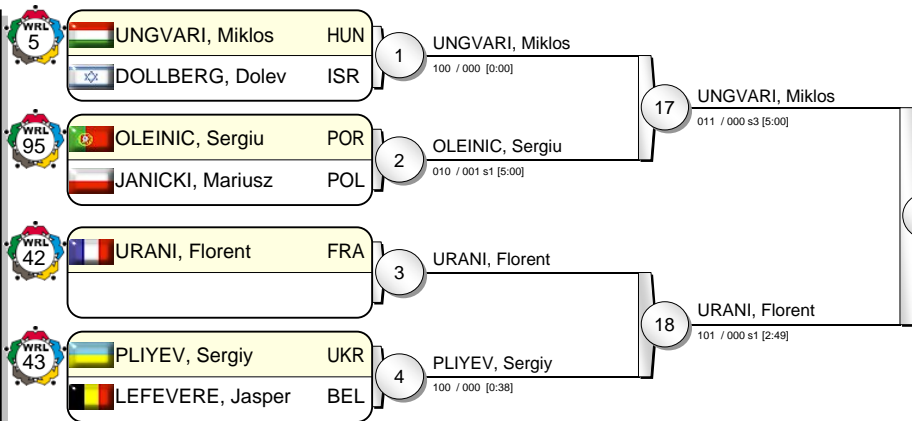 WRL
5
UNGVARI, Miklos HUN
DOLLBERG, Dolev ISR
1
UNGVARI, Miklos
100 / 000 [0:00]
WRL
95
OLEINIC, Sergiu POR
JANICKI, Mariusz POL
2
OLEINIC, Sergiu
010 / 001 s1 [5:00]
17
UNGVARI, Miklos
011 / 000 s3 [5:00]
WRL
42
URANI, Florent FRA
3
URANI, Florent
WRL
43
PLIYEV, Sergiy UKR
LEFEVERE, Jasper BEL
4
PLIYEV, Sergiy
100 / 000 [0:38]
18
URANI, Florent
101 / 000 s1 [2:49]